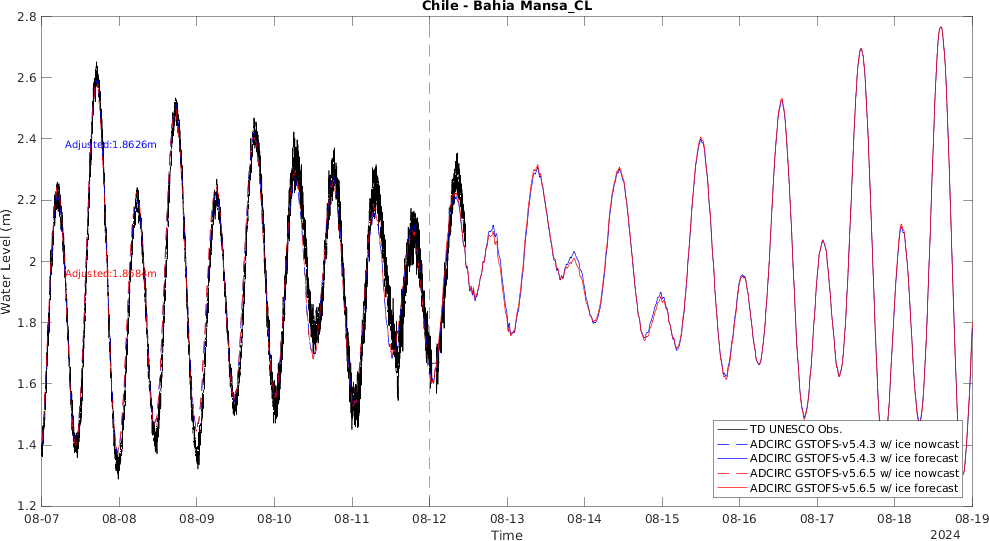 Chile - Bahia Mansa_CL
2.8
2.6
2.4
2.2
2
1.8
1.6
1.4
1.2
Water Level (m)
Adjusted:1.8626m
Adjusted:1.8684m
TD UNESCO Obs.
ADCIRC GSTOFS-v5.4.3 w/ ice nowcast
ADCIRC GSTOFS-v5.4.3 w/ ice forecast
ADCIRC GSTOFS-v5.6.5 w/ ice nowcast
ADCIRC GSTOFS-v5.6.5 w/ ice forecast
08-07 08-08 08-09 08-10 08-11 08-12 08-13 08-14 08-15 08-16 08-17 08-18 08-19
Time
2024